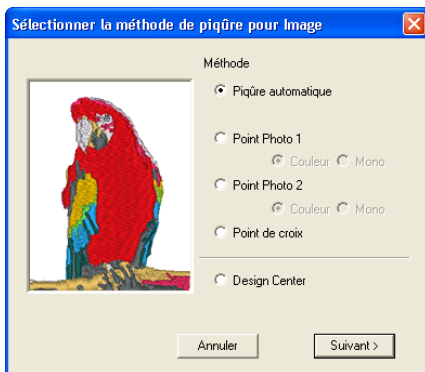 Sélectionner la méthode de piqûre pour Image
Méthode
Piqûre automatique
Point Photo 1
Couleur Mono
Point Photo 2
Couleur Mono
Point de croix
Design Center
Annuler Suivant >